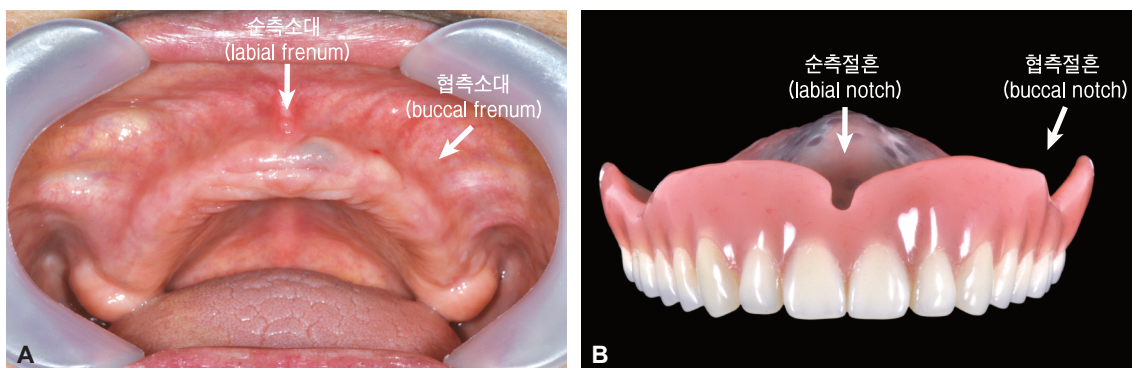 순측소대
(labial frenum)
협측소대
(buccal frenum)
A
순측절흔
(labial notch)
협측절흔
(buccal notch)
B